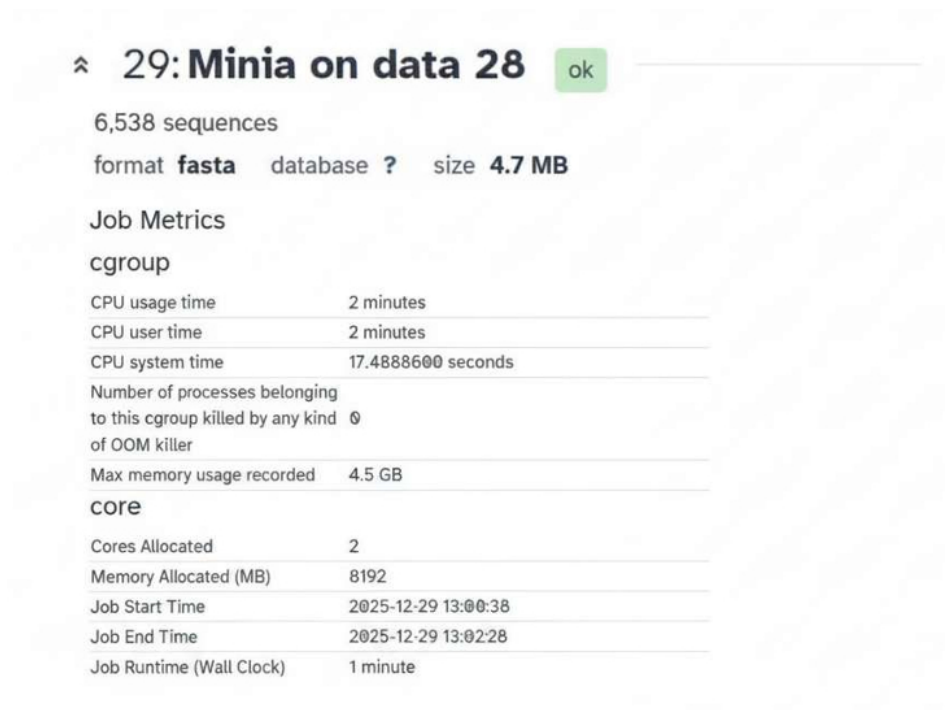 29: Minia on data 28 ok
6,538 sequences
format fasta database ? size 4.7 MB
Job Metrics
cgroup
CPU usage time 2 minutes
CPU user time 2 minutes
CPU system time 17.4888600 seconds
Number of processes belonging
to this cgroup killed by any kind 0
of OOM killer
Max memory usage recorded 4.5 GB
core
Cores Allocated 2
Memory Allocated (MB) 8192
Job Start Time 2025-12-29 13:00:38
Job End Time 2025-12-29 13:02:28
Job Runtime (Wall Clock) 1 minute